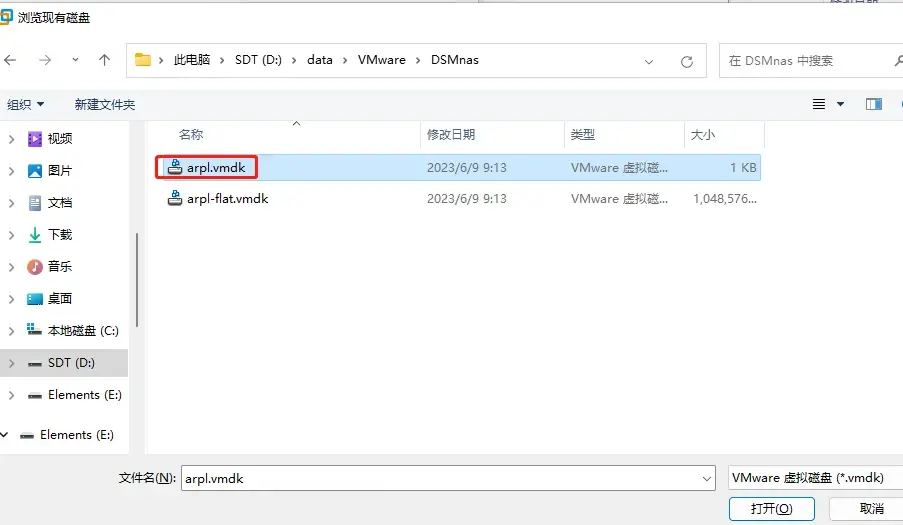 浏览现有磁盘
此电脑 SDT (D:) data VMware DSMnas
在 DSMnas 中搜索
组织 新建文件夹
名称 修改日期 类型 大小
arpl.vmdk 2023/6/9 9:13 VMware 虚拟磁... 1 KB
arpl-flat.vmdk 2023/6/9 9:13 VMware 虚拟磁... 1,048,576...
视频
图片
文档
下载
音乐
桌面
本地磁盘 (C:)
SDT (D:)
Elements (E:)
Elements (E:)
文件名(N): arpl.vmdk VMware 虚拟磁盘 (*.vmdk)
打开(O) 取消